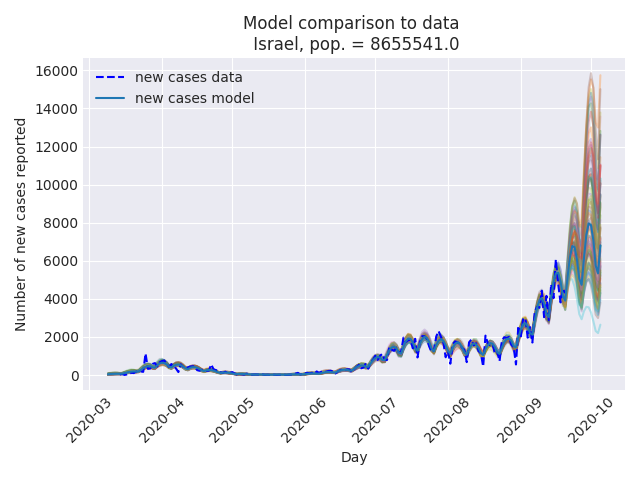 Model comparison to data
Israel, pop. = 8655541.0
new cases data
new cases model
16000
14000
12000
10000
8000
6000
4000
2000
0
Number of new cases reported
2020-03
2020-04
2020-05
2020-06
2020-07
2020-08
2020-09
2020-10
Day